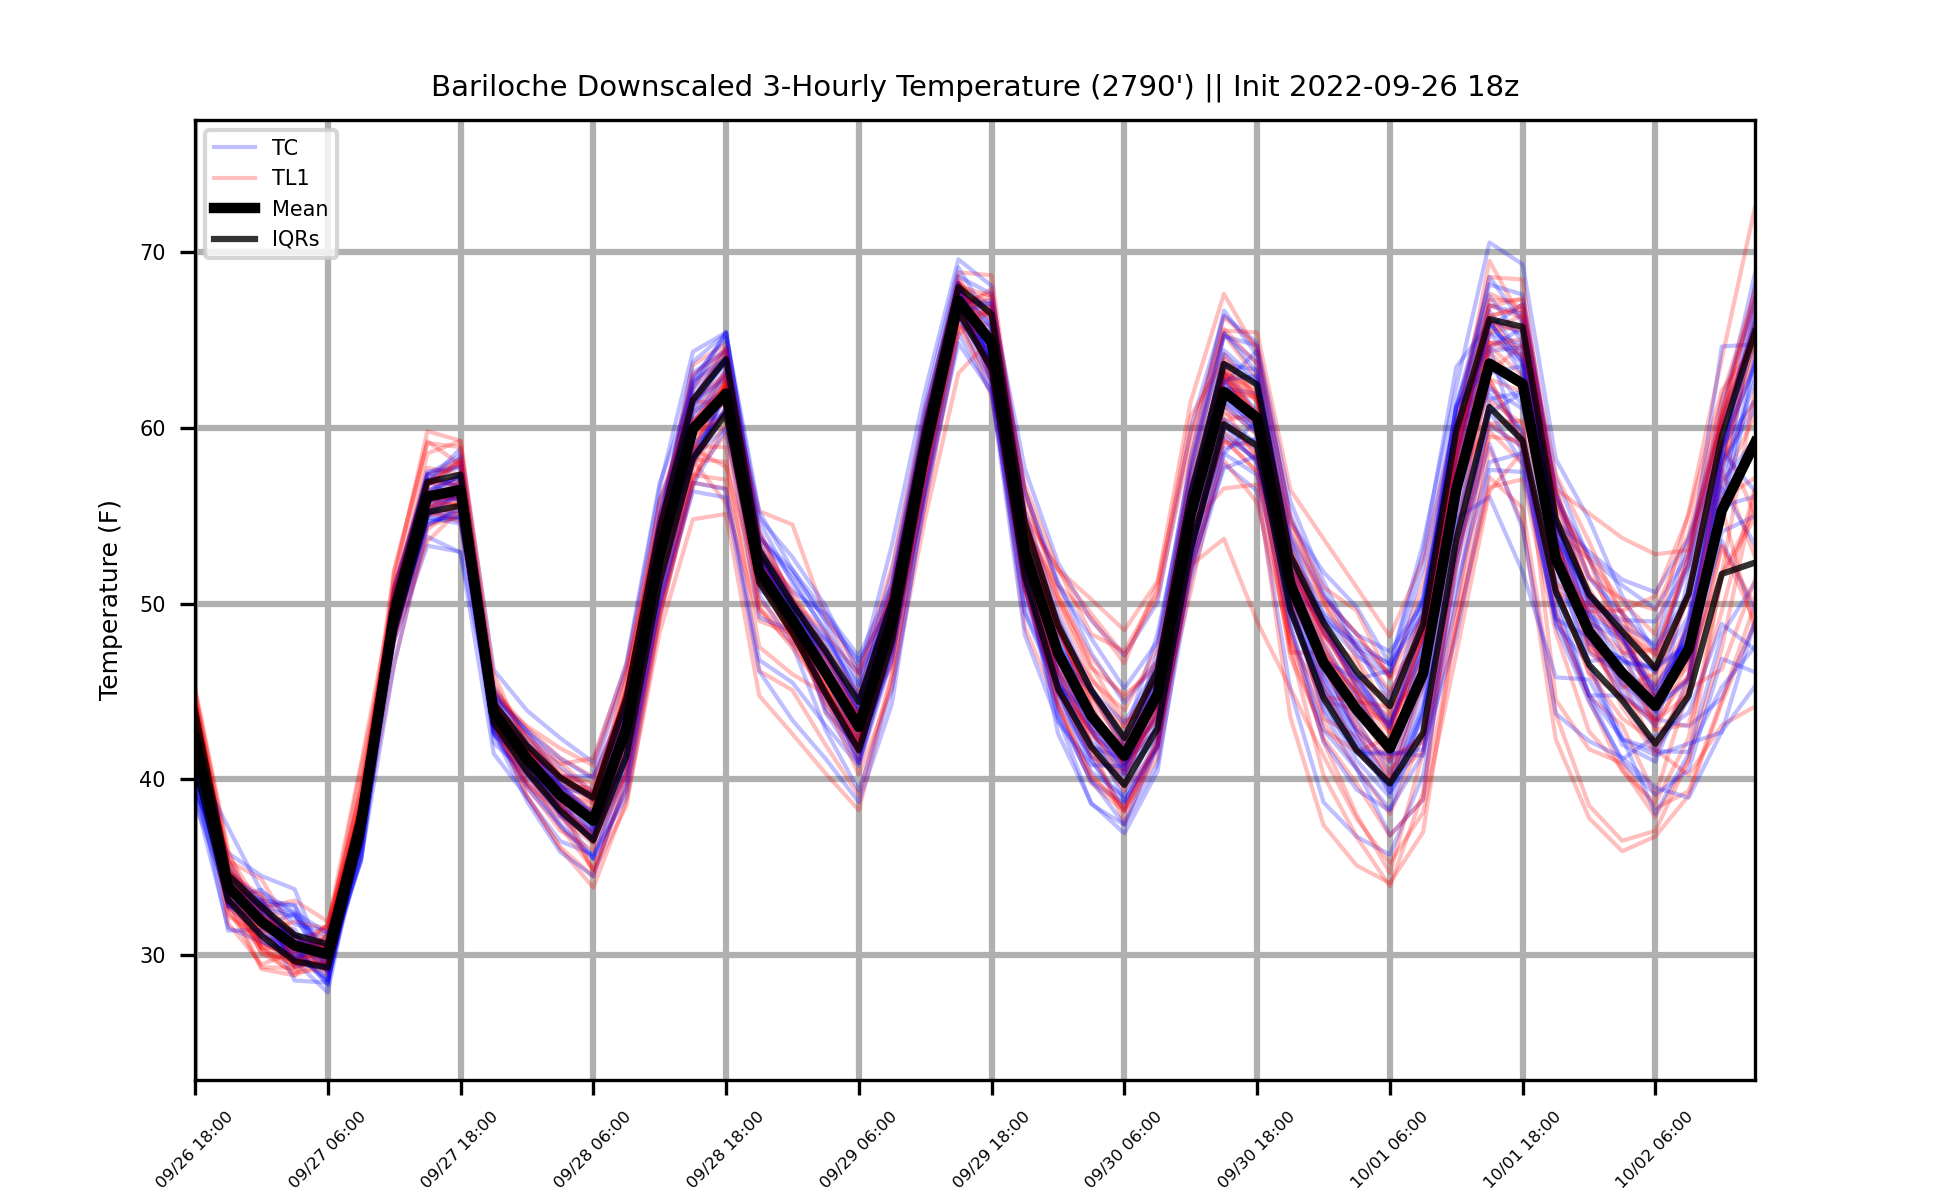 Bariloche Downscaled 3-Hourly Temperature (2790') || Init 2022-09-26 18z
TC
TL1
Mean
IQRs
Temperature (F)
70
60
50
40
30
09/26 18:00
09/27 06:00
09/27 18:00
09/28 06:00
09/28 18:00
09/29 06:00
09/29 18:00
09/30 06:00
09/30 18:00
10/01 06:00
10/01 18:00
10/02 06:00